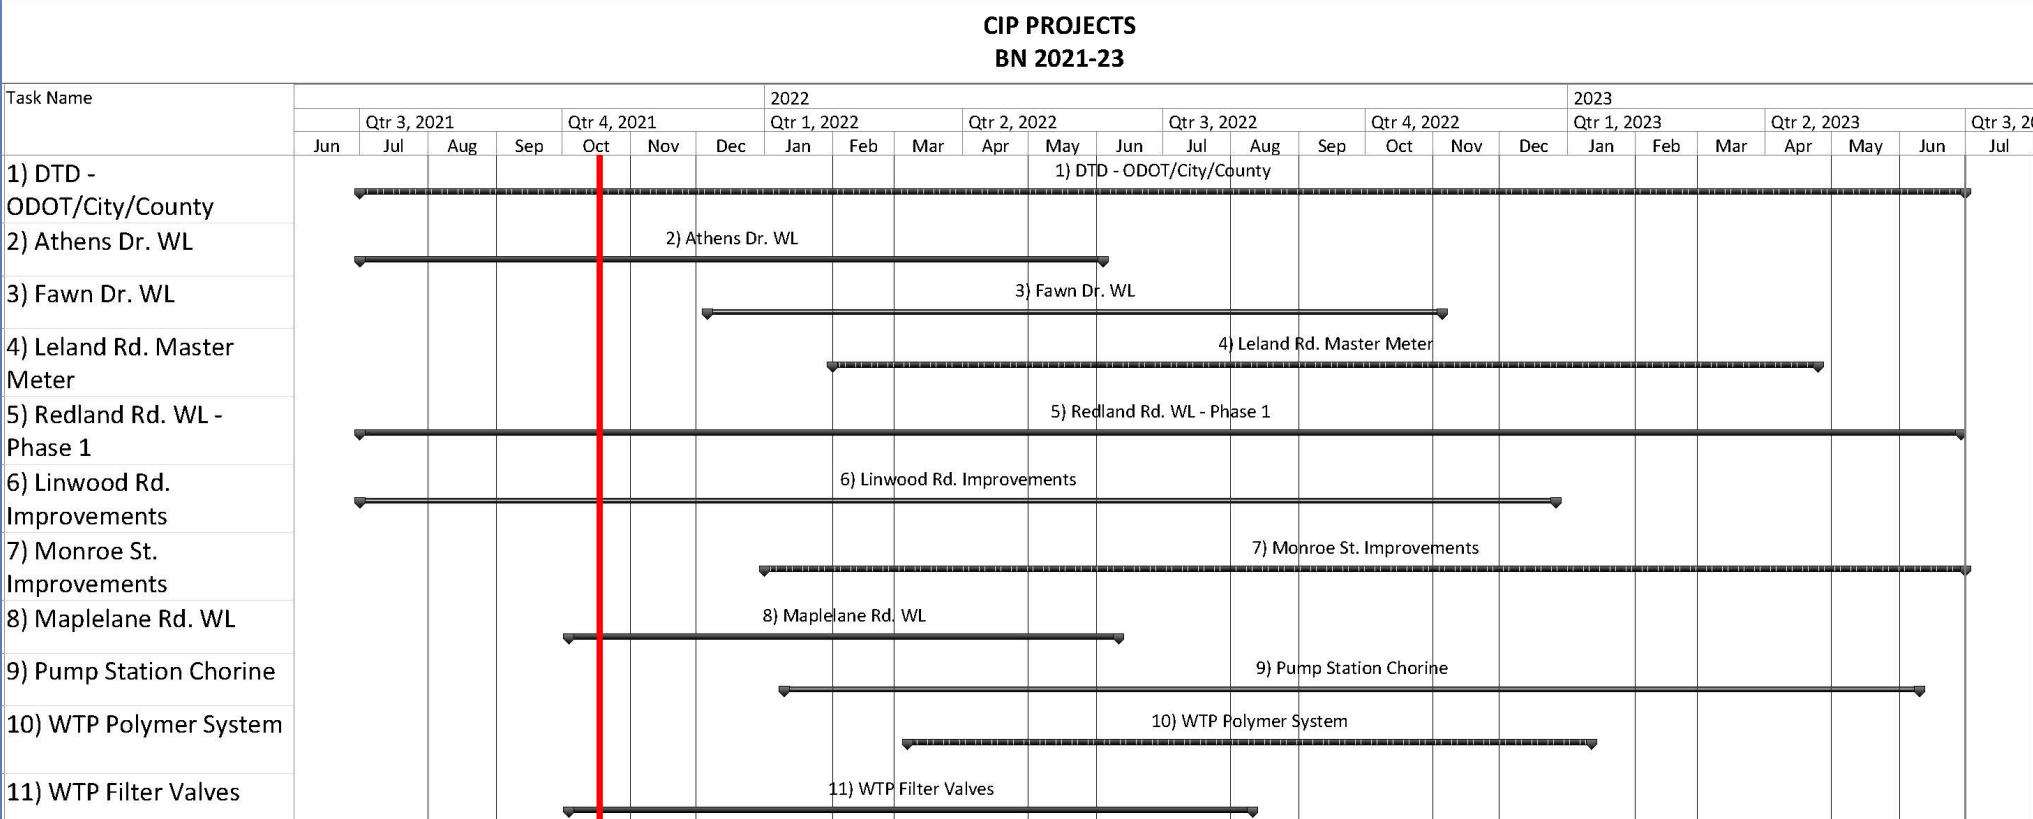 CIP PROJECTS
BN 2021-23
Task Name
2022
2023
Qtr 3, 2021
Qtr 4, 2021
Qtr 1, 2022
Qtr 2, 2022
Qtr 3, 2022
Qtr 4, 2022
Qtr 1, 2023
Qtr 2, 2023
Qtr 3, 20
Jun Jul Aug Sep Oct Nov Dec Jan Feb Mar Apr May Jun Jul Aug Sep Oct Nov Dec Jan Feb Mar Apr May Jun Jul
1) DTD -
ODOT/City/County
1) DTD - ODOT/City/County
2) Athens Dr. WL
2) Athens Dr. WL
3) Fawn Dr. WL
3) Fawn Dr. WL
4) Leland Rd. Master
Meter
4) Leland Rd. Master Meter
5) Redland Rd. WL -
Phase 1
5) Redland Rd. WL - Phase 1
6) Linwood Rd.
Improvements
6) Linwood Rd. Improvements
7) Monroe St.
Improvements
7) Monroe St. Improvements
8) Maplelane Rd. WL
8) Maplelane Rd. WL
9) Pump Station Chorine
9) Pump Station Chorine
10) WTP Polymer System
10) WTP Polymer System
11) WTP Filter Valves
11) WTP Filter Valves